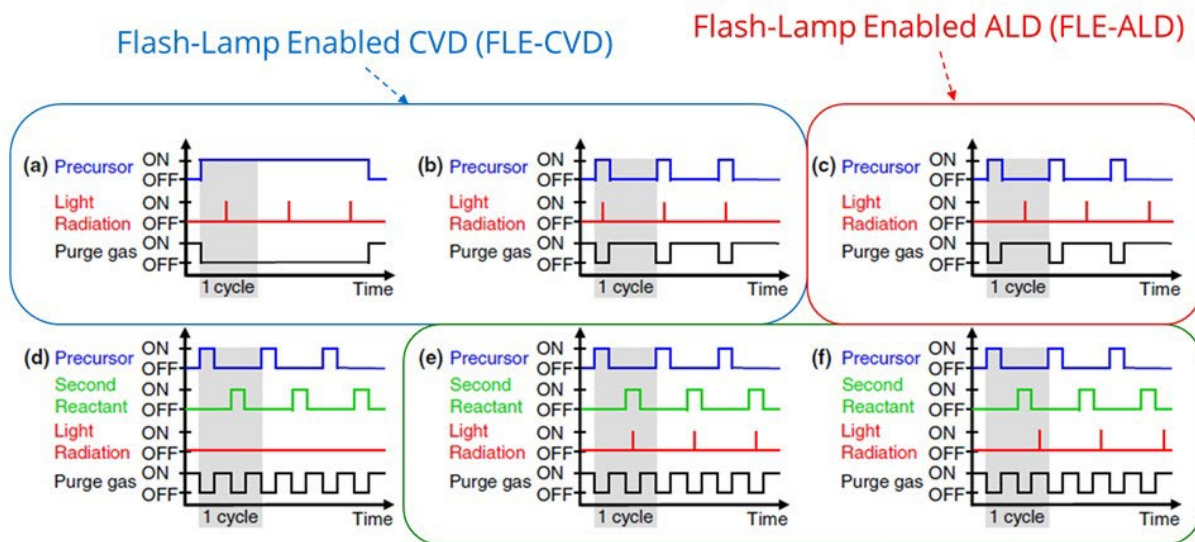 Flash-Lamp Enabled CVD (FLE-CVD)
Flash-Lamp Enabled ALD (FLE-ALD)
(a) Precursor ON
OFF
Light ON
Radiation OFF
Purge gas ON
OFF
1 cycle Time
(b) Precursor ON
OFF
Light ON
Radiation OFF
Purge gas ON
OFF
1 cycle Time
(c) Precursor ON
OFF
Light ON
Radiation OFF
Purge gas ON
OFF
1 cycle Time
(d) Precursor ON
OFF
Second ON
Reactant OFF
Light ON
Radiation OFF
Purge gas ON
OFF
1 cycle Time
(e) Precursor ON
OFF
Second ON
Reactant OFF
Light ON
Radiation OFF
Purge gas ON
OFF
1 cycle Time
(f) Precursor ON
OFF
Second ON
Reactant OFF
Light ON
Radiation OFF
Purge gas ON
OFF
1 cycle Time